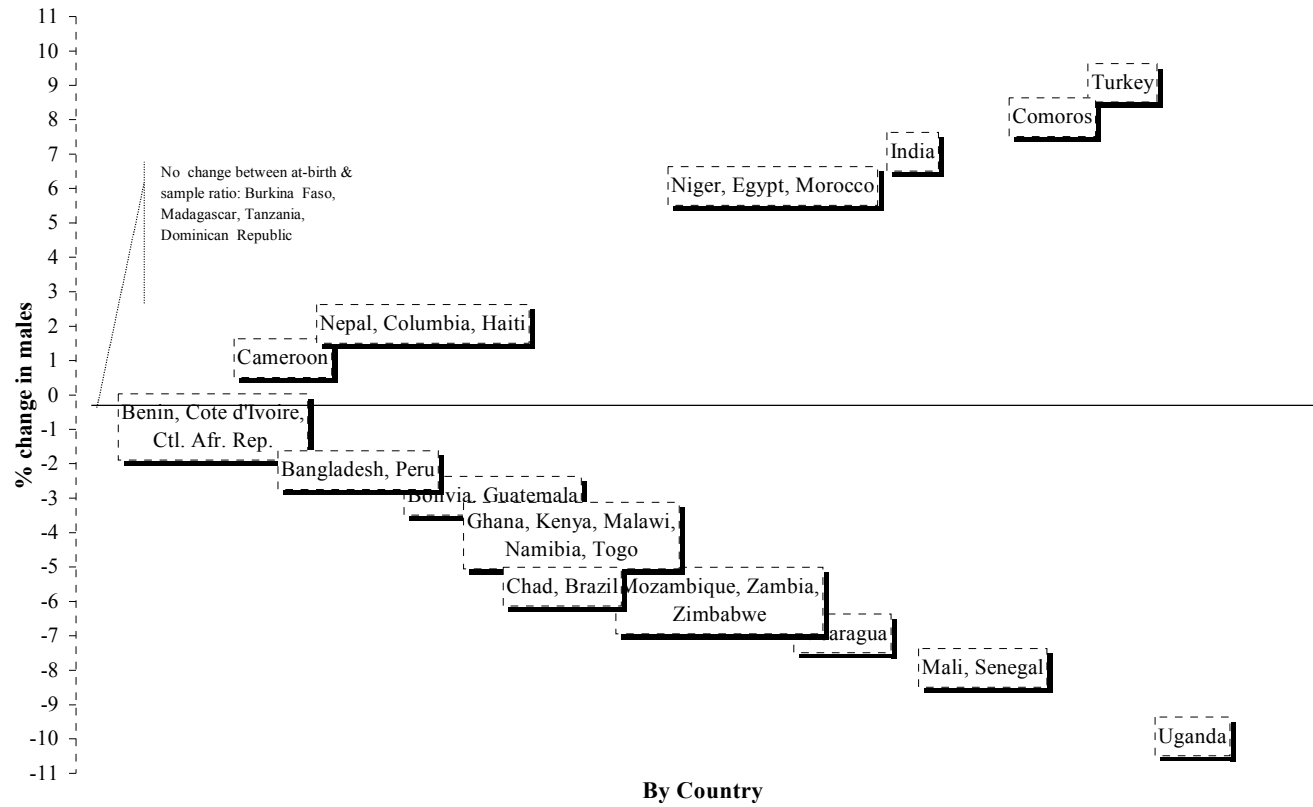 11
10
9
8
7
6
5
4
3
2
1
0
-1
-2
-3
-4
-5
-6
-7
-8
-9
-10
-11
% change in males
No change between at-birth &
sample ratio: Burkina Faso,
Madagascar, Tanzania,
Dominican Republic
Turkey
Comoros
India
Niger, Egypt, Morocco
Nepal, Columbia, Haiti
Cameroon
Benin, Cote d'Ivoire,
Ctl. Afr. Rep.
Bangladesh, Peru
Bolivia, Guatemala
Ghana, Kenya, Malawi,
Namibia, Togo
Chad, Brazil
Mozambique, Zambia,
Zimbabwe
Mali, Senegal
Uganda
By Country